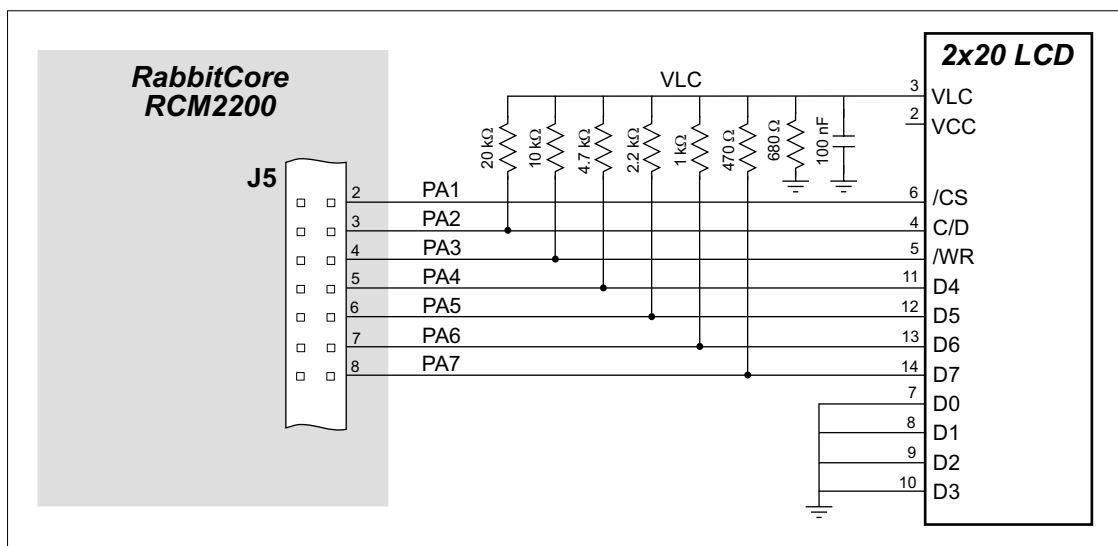 RabbitCore
RCM2200
J5
2x20 LCD
VLC
3
VLC
2
VCC
20 kΩ
10 kΩ
4.7 kΩ
2.2 kΩ
1 kΩ
470 Ω
680 Ω
100 nF
2
PA1
6
/CS
3
PA2
4
C/D
4
PA3
5
/WR
5
PA4
11
D4
6
PA5
12
D5
7
PA6
13
D6
8
PA7
14
D7
7
D0
8
D1
9
D2
10
D3